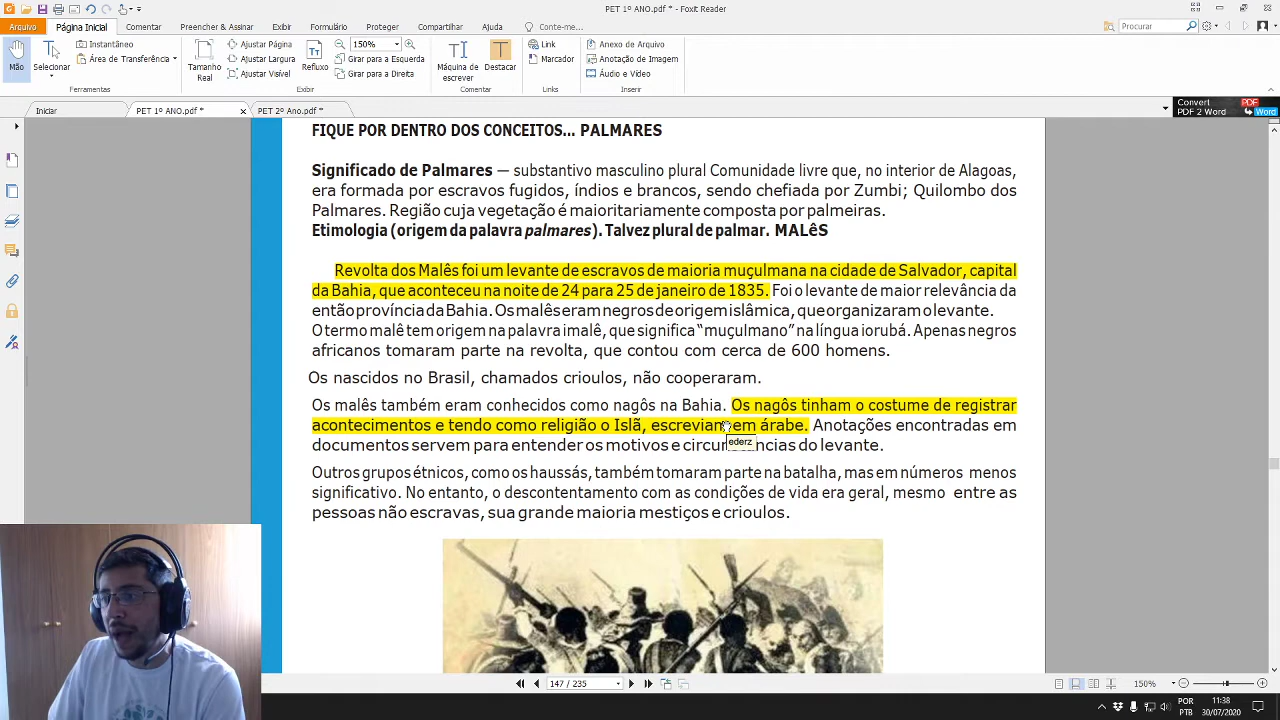 PET 1º ANO.pdf * - Foxit Reader
Arquivo Página Inicial Comentar Preencher & Assinar Exibir Formulário Proteger Compartilhar Ajuda Conte-me... Procurar
Mão
Selecionar
Instantâneo
Área de Transferência
Ferramentas
Tamanho Real
Ajustar Página
Ajustar Largura
Ajustar Visível
Refluxo
150%
Girar para a Esquerda
Girar para a Direita
Exibir
Máquina de escrever
Destacar
Comentar
Link
Marcador
Links
Anexo de Arquivo
Anotação de Imagem
Áudio e Vídeo
Inserir
Iniciar PET 1º ANO.pdf * PET 2º Ano.pdf *
Convert PDF
PDF 2 Word Word
FIQUE POR DENTRO DOS CONCEITOS... PALMARES
Significado de Palmares — substantivo masculino plural Comunidade livre que, no interior de Alagoas,
era formada por escravos fugidos, índios e brancos, sendo chefiada por Zumbi; Quilombo dos
Palmares. Região cuja vegetação é maioritariamente composta por palmeiras.
Etimologia (origem da palavra palmares). Talvez plural de palmar. MALêS
Revolta dos Malês foi um levante de escravos de maioria muçulmana na cidade de Salvador, capital
da Bahia, que aconteceu na noite de 24 para 25 de janeiro de 1835. Foi o levante de maior relevância da
então província da Bahia. Os malês eram negros de origem islâmica, que organizaram o levante.
O termo malê tem origem na palavra imalê, que significa “muçulmano” na língua iorubá. Apenas negros
africanos tomaram parte na revolta, que contou com cerca de 600 homens.
Os nascidos no Brasil, chamados crioulos, não cooperaram.
Os malês também eram conhecidos como nagôs na Bahia. Os nagôs tinham o costume de registrar
acontecimentos e tendo como religião o Islã, escreviam em árabe. Anotações encontradas em
documentos servem para entender os motivos e circunstâncias do levante.
ederz
Outros grupos étnicos, como os haussás, também tomaram parte na batalha, mas em números menos
significativo. No entanto, o descontentamento com as condições de vida era geral, mesmo entre as
pessoas não escravas, sua grande maioria mestiços e crioulos.
147 / 235
150%
POR
PTB
11:38
30/07/2020